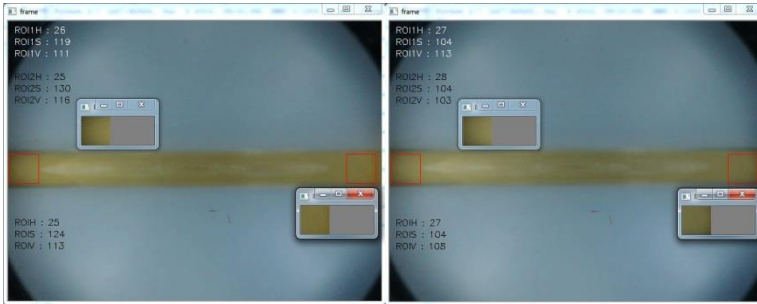 frame
ROI1H : 26
ROI1S : 119
ROI1V : 111
ROI2H : 25
ROI2S : 130
ROI2V : 116
ROIH : 25
ROIS : 124
ROIV : 113
frame
ROI1H : 27
ROI1S : 104
ROI1V : 113
ROI2H : 28
ROI2S : 104
ROI2V : 103
ROIH : 27
ROIS : 104
ROIV : 108